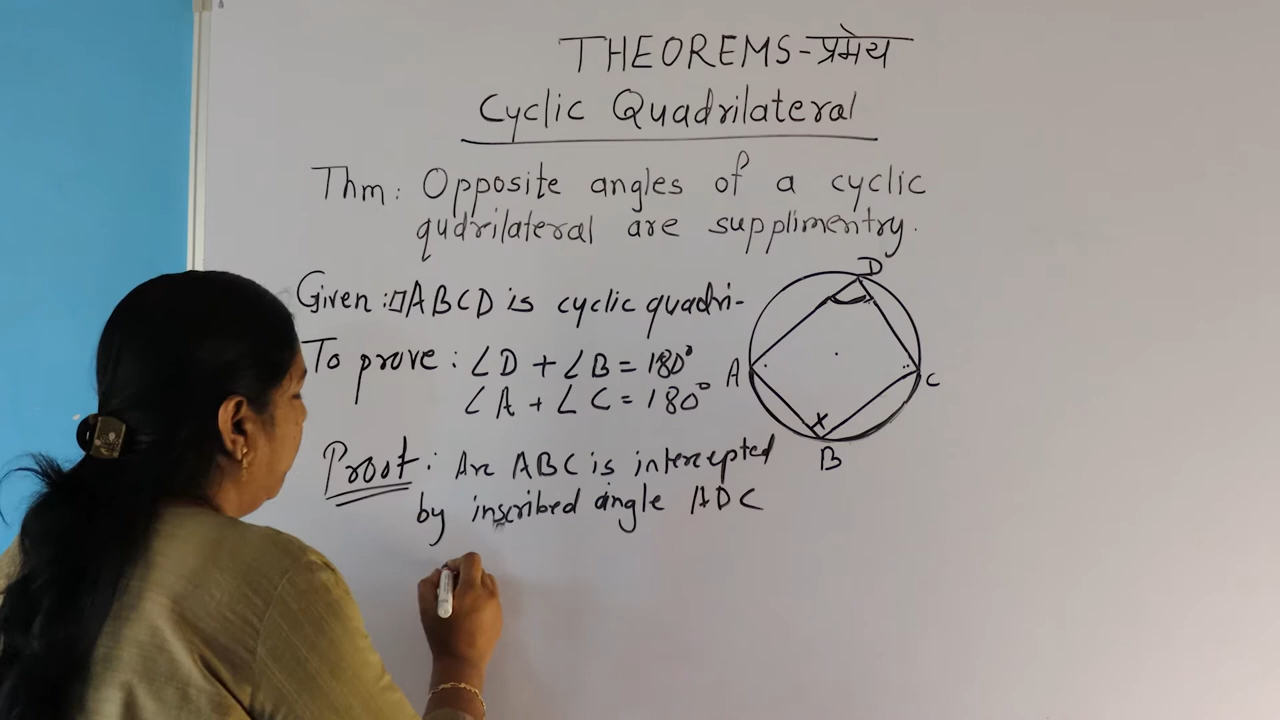 THEOREMS-प्रमेय
Cyclic Quadrilateral
Thm: Opposite angles of a cyclic
qudrilateral are supplimentry.
Given :□ABCD is cyclic quadri-
To prove : ∠D + ∠B = 180°
∠A + ∠C = 180°
Proof : Arc ABC is intercepted
by inscribed angle ADC
D
A
C
x
B